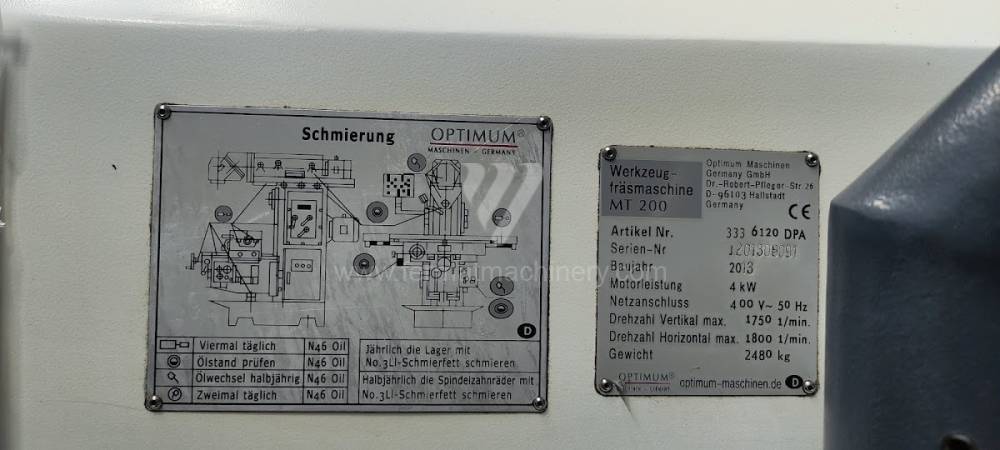 Schmierung
OPTIMUM®
MASCHINEN - GERMANY
Viermal täglich N46 Oil
Ölstand prüfen N46 Oil
Ölwechsel halbjährig N46 Oil
Zweimal täglich N46 Oil
Jährlich die Lager mit
No.3LI-Schmierfett schmieren
Halbjährlich die Spindelzahnräder mit
No.3LI-Schmierfett schmieren
D
Werkzeug-
fräsmaschine
MT 200
Optimum Maschinen
Germany GmbH
Dr.-Robert-Pfleger-Str 26
D-96103 Hallstadt
Germany
CE
Artikel Nr. 333 6120 DPA
Serien-Nr
Baujahr 2013
Motorleistung 4 kW
Netzanschluss 400 V~ 50 Hz
Drehzahl Vertikal max. 1750 1/min.
Drehzahl Horizontal max. 1800 1/min.
Gewicht 2480 kg
OPTIMUM®
optimum-maschinen.de D